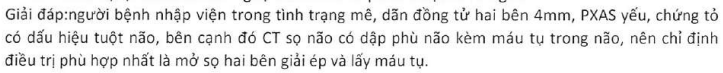 Giải đáp:người bệnh nhập viện trong tình trạng mê, dãn đồng tử hai bên 4mm, PXAS yếu, chứng tỏ
có dấu hiệu tuột não, bên cạnh đó CT sọ não có dập phù não kèm máu tụ trong não, nên chỉ định
điều trị phù hợp nhất là mở sọ hai bên giải ép và lấy máu tụ.